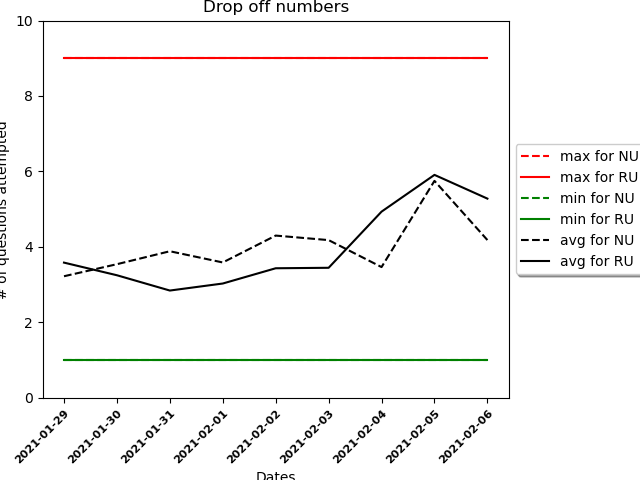 Drop off numbers
10
8
6
4
2
0
# of questions attempted
2021-01-29
2021-01-30
2021-01-31
2021-02-01
2021-02-02
2021-02-03
2021-02-04
2021-02-05
2021-02-06
Dates
max for NU
max for RU
min for NU
min for RU
avg for NU
avg for RU